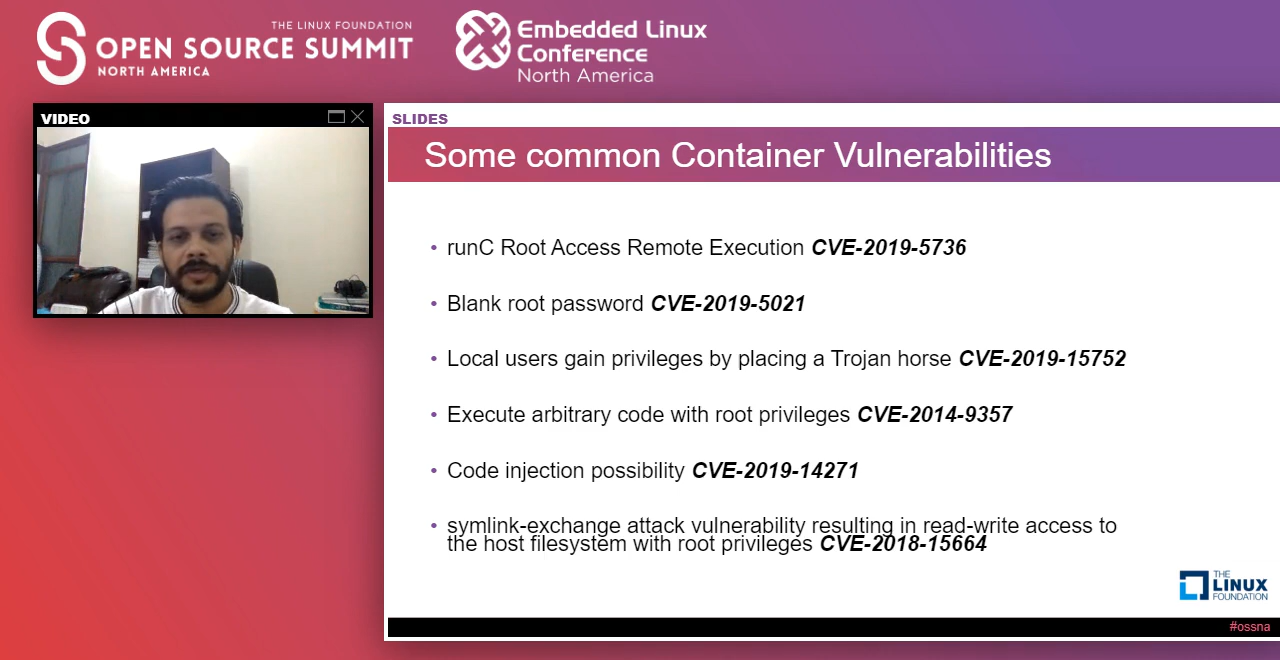 THE LINUX FOUNDATION
OPEN SOURCE SUMMIT
NORTH AMERICA
Embedded Linux
Conference
North America
VIDEO
SLIDES
Some common Container Vulnerabilities
• runC Root Access Remote Execution CVE-2019-5736
• Blank root password CVE-2019-5021
• Local users gain privileges by placing a Trojan horse CVE-2019-15752
• Execute arbitrary code with root privileges CVE-2014-9357
• Code injection possibility CVE-2019-14271
• symlink-exchange attack vulnerability resulting in read-write access to
the host filesystem with root privileges CVE-2018-15664
THE
LINUX
FOUNDATION
#ossna